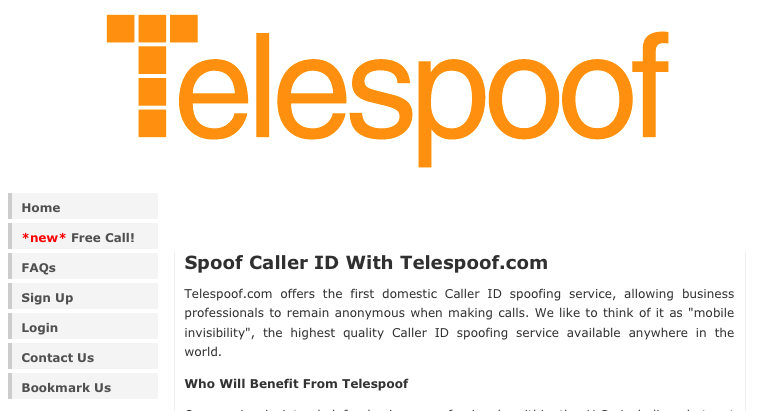 Telespoof
Home
*new* Free Call!
FAQs
Sign Up
Login
Contact Us
Bookmark Us
Spoof Caller ID With Telespoof.com
Telespoof.com offers the first domestic Caller ID spoofing service, allowing business
professionals to remain anonymous when making calls. We like to think of it as "mobile
invisibility", the highest quality Caller ID spoofing service available anywhere in the
world.
Who Will Benefit From Telespoof